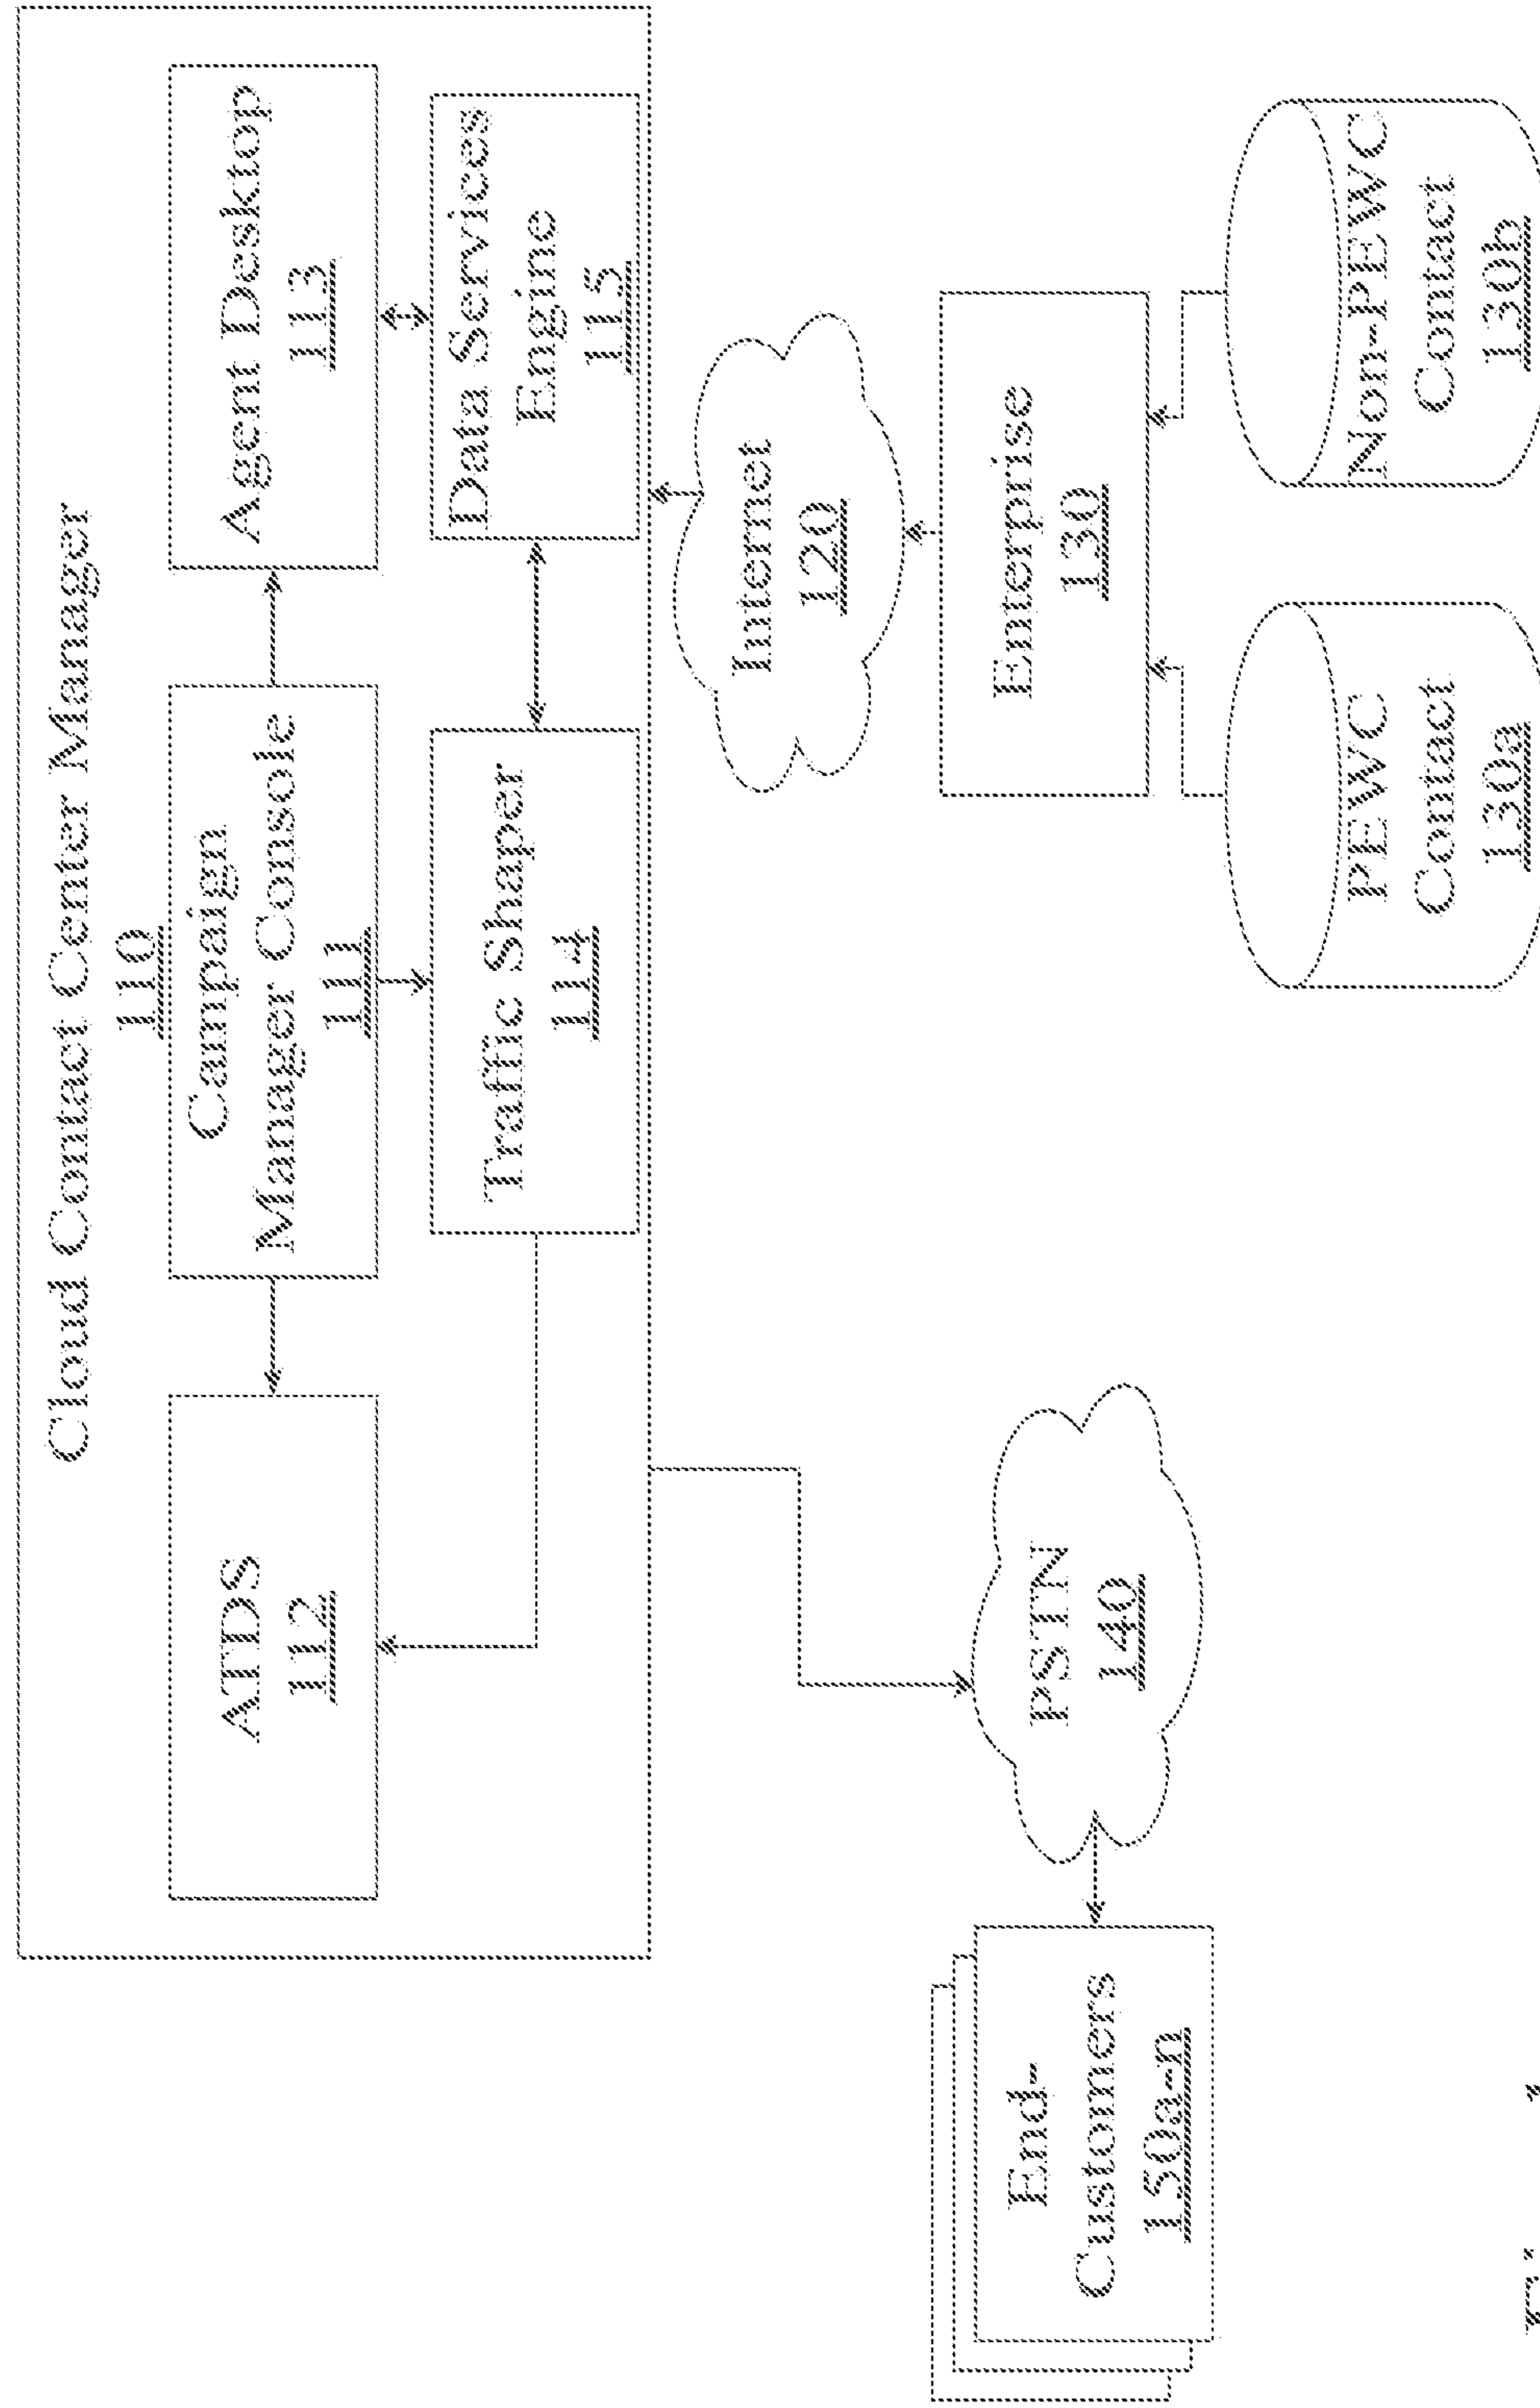 Cloud Contact Center Manager
110
ATDS
112
Campaign
Manager Console
111
Agent Desktop
113
Traffic Shaper
114
Data Services
Engine
115
Internet
120
PSTN
140
Enterprise
130
End-
Customers
150a-n
PEWC
Contact
130a
Non-PEWC
Contact
130b